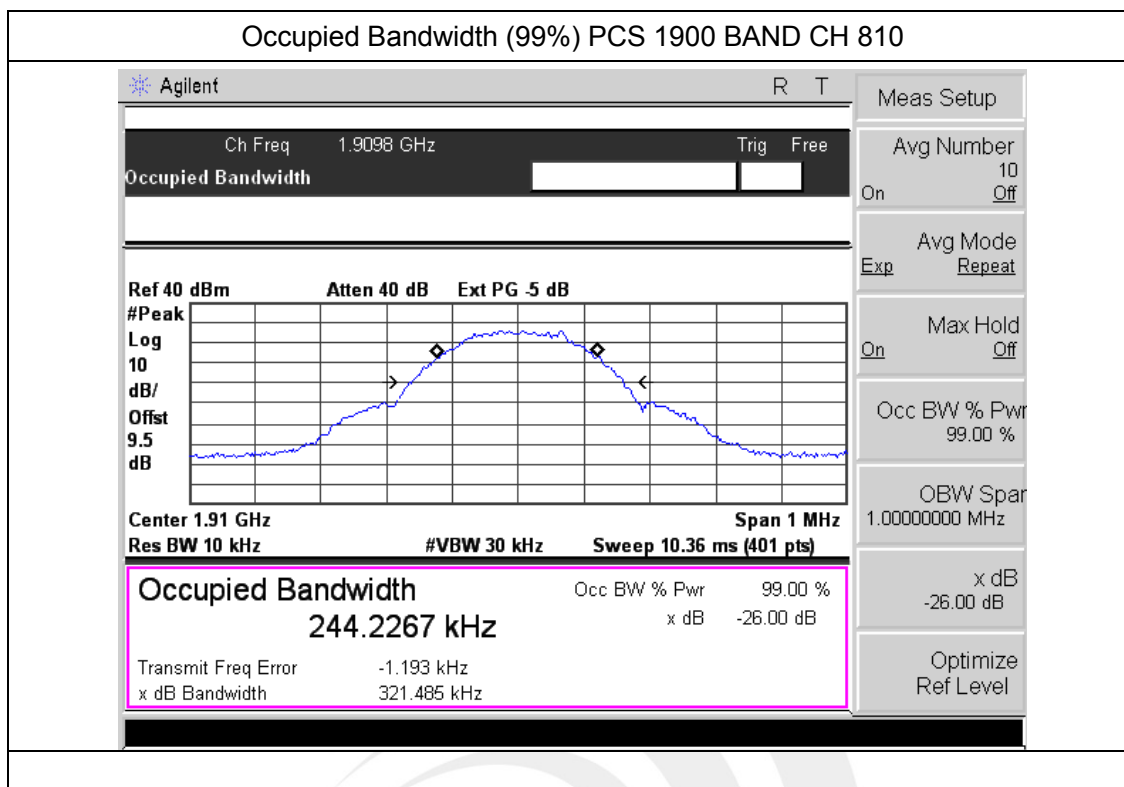 Occupied Bandwidth (99%) PCS 1900 BAND CH 810
Agilent R T
Ch Freq 1.9098 GHz Trig Free
Occupied Bandwidth
Ref 40 dBm Atten 40 dB Ext PG -5 dB
#Peak
Log
10
dB/
Offst
9.5
dB
Center 1.91 GHz Span 1 MHz
Res BW 10 kHz #VBW 30 kHz Sweep 10.36 ms (401 pts)
Occupied Bandwidth Occ BW % Pwr 99.00 %
244.2267 kHz x dB -26.00 dB
Transmit Freq Error -1.193 kHz
x dB Bandwidth 321.485 kHz
Meas Setup
Avg Number
10
On Off
Avg Mode
Exp Repeat
Max Hold
On Off
Occ BW % Pwr
99.00 %
OBW Span
1.00000000 MHz
x dB
-26.00 dB
Optimize
Ref Level